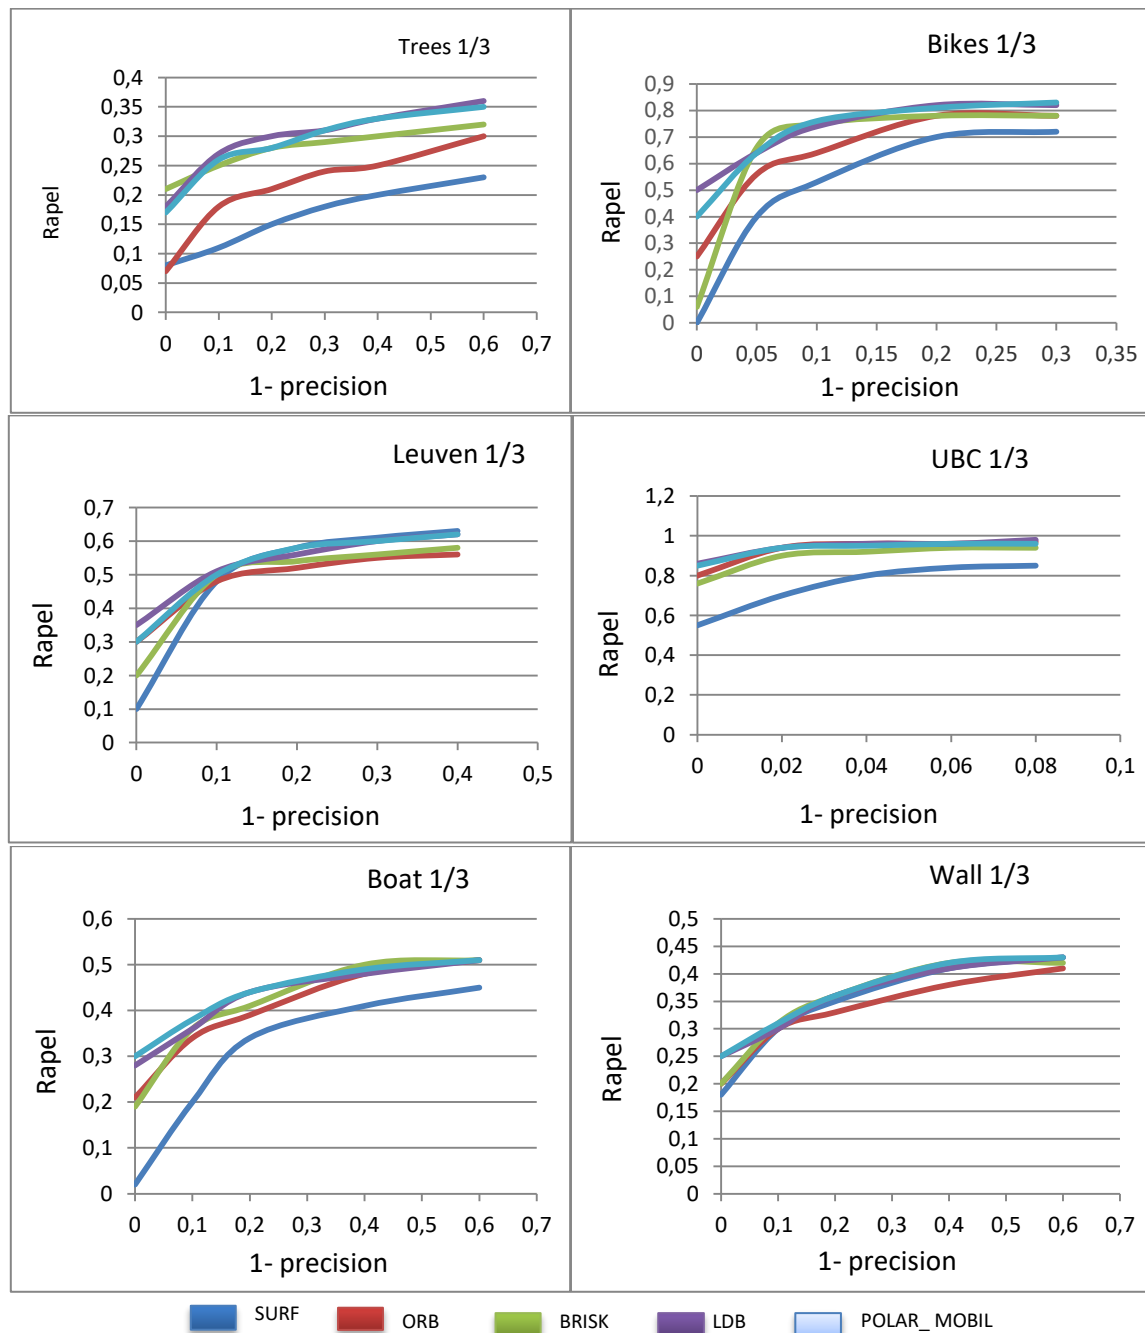 Trees 1/3
0,4
0,35
0,3
0,25
0,2
0,15
0,1
0,05
0
Rapel
0 0,1 0,2 0,3 0,4 0,5 0,6 0,7
1- precision
Bikes 1/3
0,9
0,8
0,7
0,6
0,5
0,4
0,3
0,2
0,1
0
Rapel
0 0,05 0,1 0,15 0,2 0,25 0,3 0,35
1- precision
Leuven 1/3
0,7
0,6
0,5
0,4
0,3
0,2
0,1
0
Rapel
0 0,1 0,2 0,3 0,4 0,5
1- precision
UBC 1/3
1,2
1
0,8
0,6
0,4
0,2
0
Rapel
0 0,02 0,04 0,06 0,08 0,1
1- precision
Boat 1/3
0,6
0,5
0,4
0,3
0,2
0,1
0
Rapel
0 0,1 0,2 0,3 0,4 0,5 0,6 0,7
1- precision
Wall 1/3
0,5
0,45
0,4
0,35
0,3
0,25
0,2
0,15
0,1
0,05
0
Rapel
0 0,1 0,2 0,3 0,4 0,5 0,6 0,7
1- precision
SURF ORB BRISK LDB POLAR_ MOBIL